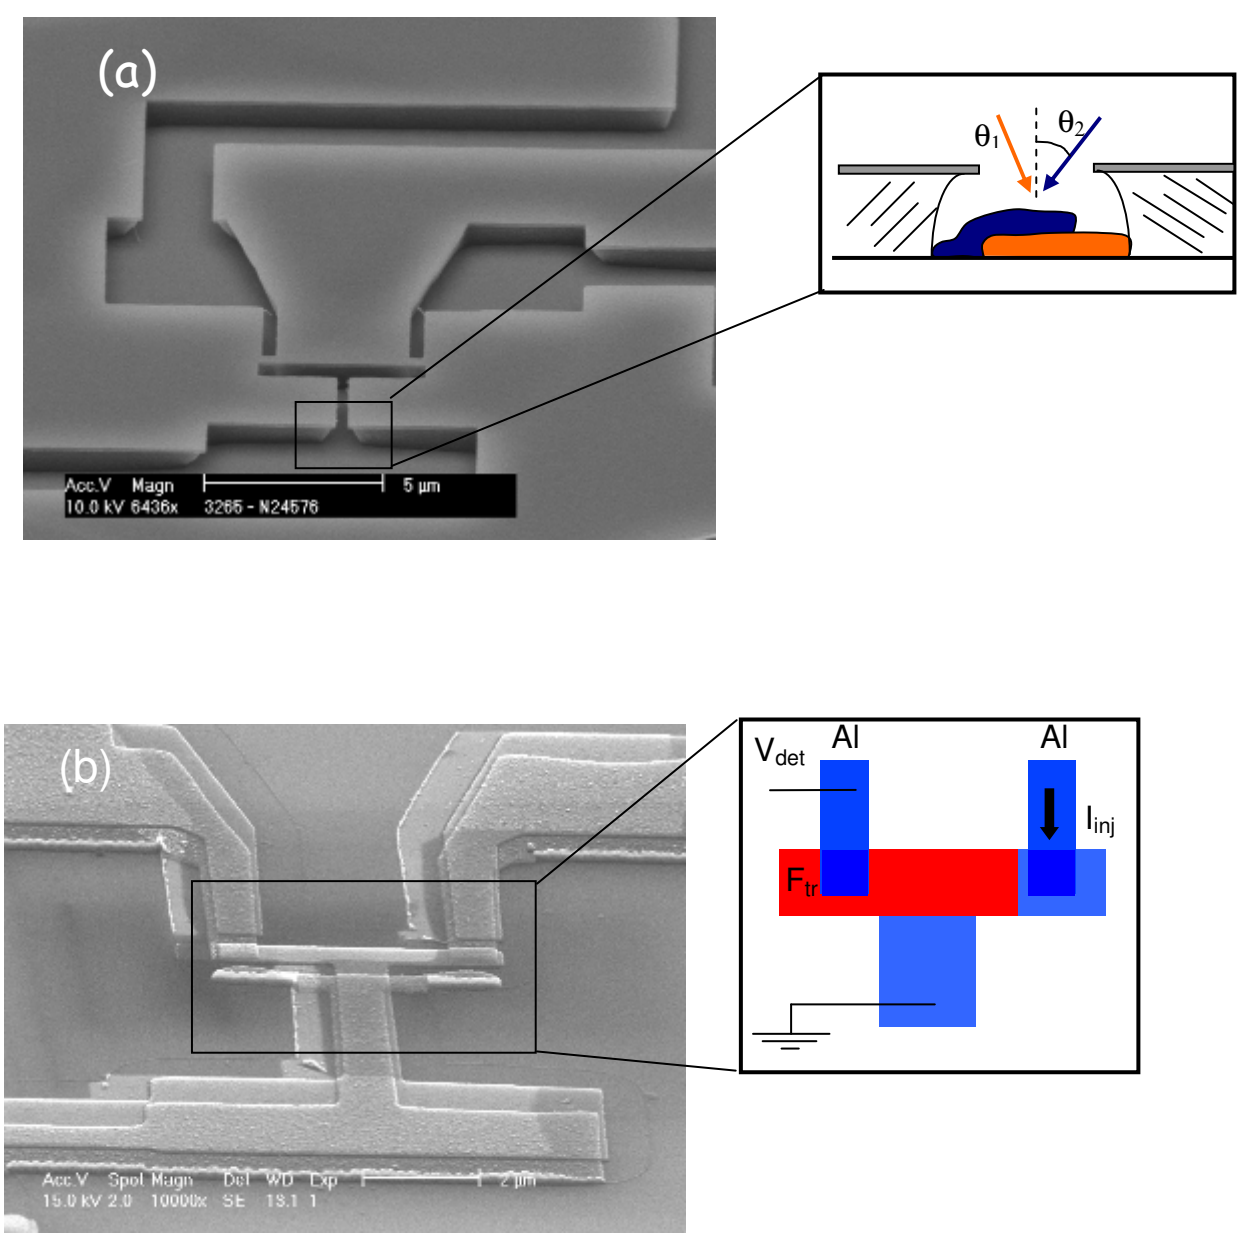 (a)
θ1
θ2
Acc.V Magn 5 µm
10.0 kV 6436x 3265 - N24576
(b)
Al Al
Vdet
Iinj
Ftr
Acc.V Spot Magn Det WD Exp 2 µm
15.0 kV 2.0 10000x SE 13.1 1